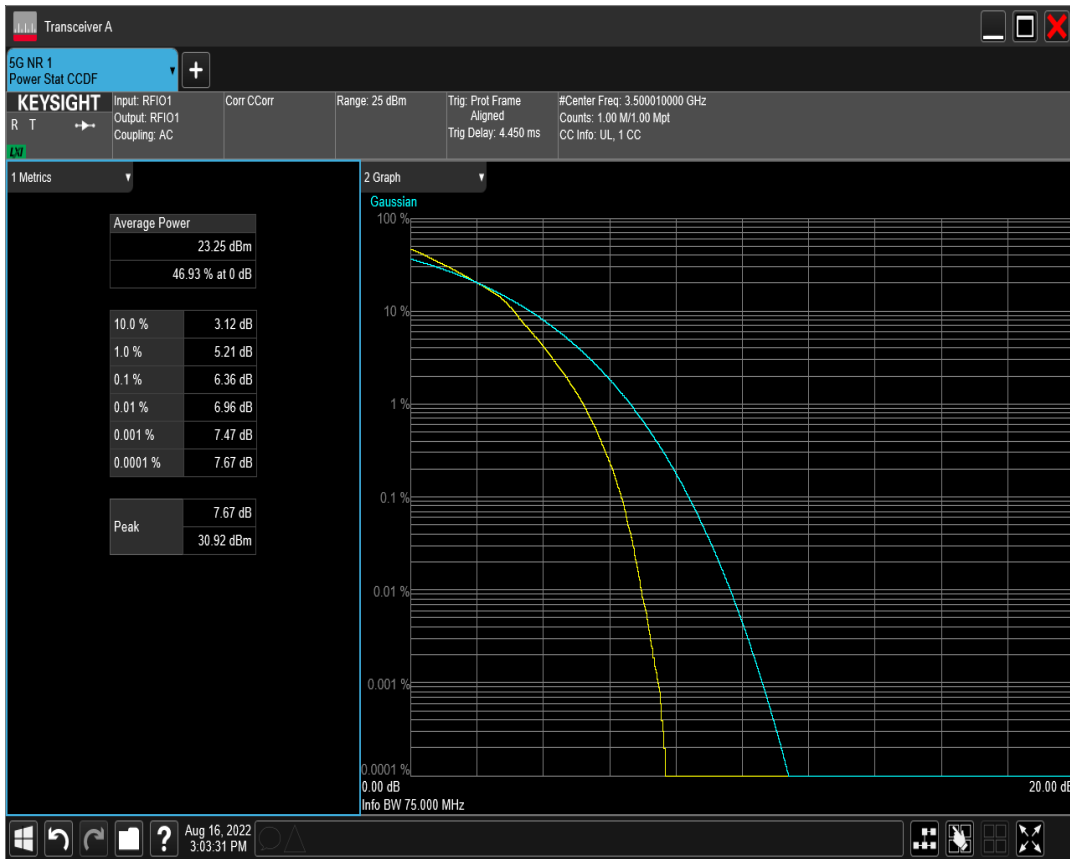 Transceiver A
5G NR 1
Power Stat CCDF
+
KEYSIGHT
R T
LXI
Input: RFIO1
Output: RFIO1
Coupling: AC
Corr CCorr
Range: 25 dBm
Trig: Prot Frame
Aligned
Trig Delay: 4.450 ms
#Center Freq: 3.500010000 GHz
Counts: 1.00 M/1.00 Mpt
CC Info: UL, 1 CC
1 Metrics
Average Power
23.25 dBm
46.93 % at 0 dB
10.0 % 3.12 dB
1.0 % 5.21 dB
0.1 % 6.36 dB
0.01 % 6.96 dB
0.001 % 7.47 dB
0.0001 % 7.67 dB
Peak
7.67 dB
30.92 dBm
2 Graph
Gaussian
100 %
10 %
1 %
0.1 %
0.01 %
0.001 %
0.0001 %
0.00 dB 20.00 dB
Info BW 75.000 MHz
?
Aug 16, 2022
3:03:31 PM